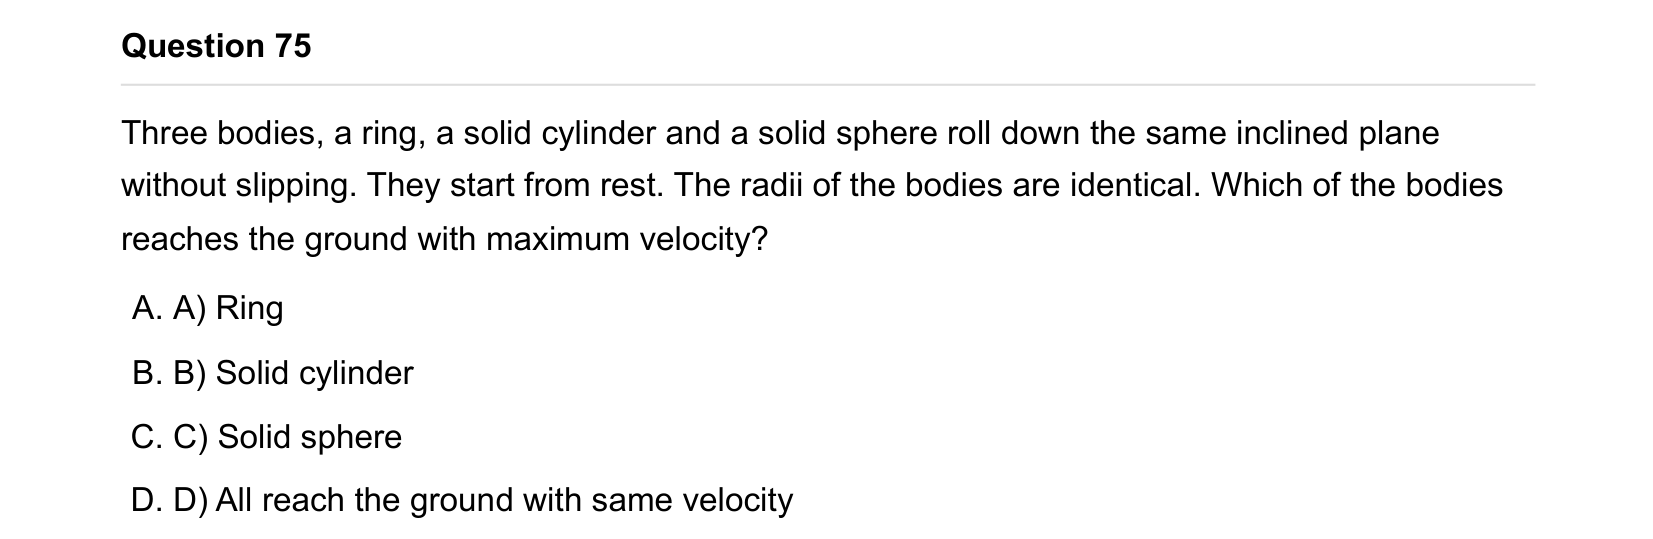 Question 75
Three bodies, a ring, a solid cylinder and a solid sphere roll down the same inclined plane
without slipping. They start from rest. The radii of the bodies are identical. Which of the bodies
reaches the ground with maximum velocity?
A. A) Ring
B. B) Solid cylinder
C. C) Solid sphere
D. D) All reach the ground with same velocity